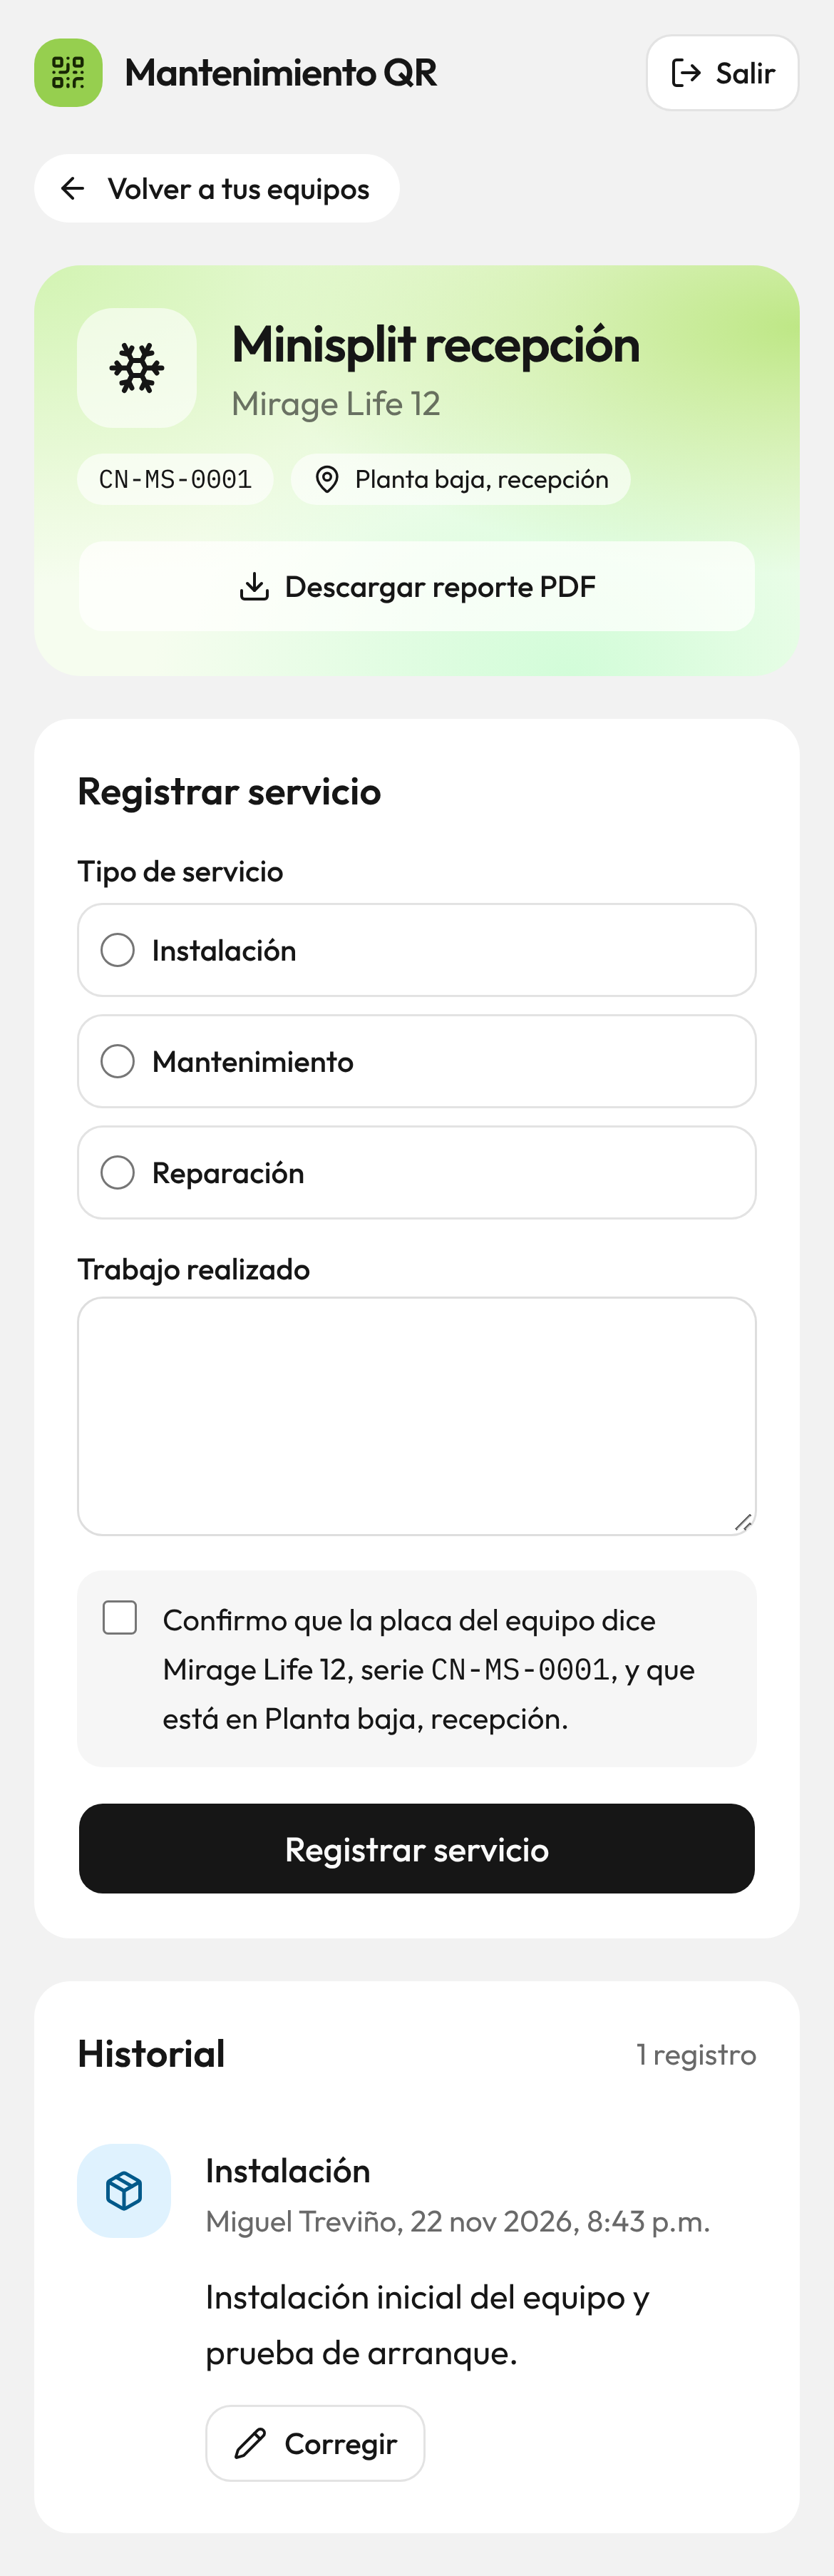 Mantenimiento QR
Salir
Volver a tus equipos
Minisplit recepción
Mirage Life 12
CN-MS-0001
Planta baja, recepción
Descargar reporte PDF
Registrar servicio
Tipo de servicio
Instalación
Mantenimiento
Reparación
Trabajo realizado
Confirmo que la placa del equipo dice
Mirage Life 12, serie CN-MS-0001, y que
está en Planta baja, recepción.
Registrar servicio
Historial
1 registro
Instalación
Miguel Treviño, 22 nov 2026, 8:43 p.m.
Instalación inicial del equipo y
prueba de arranque.
Corregir